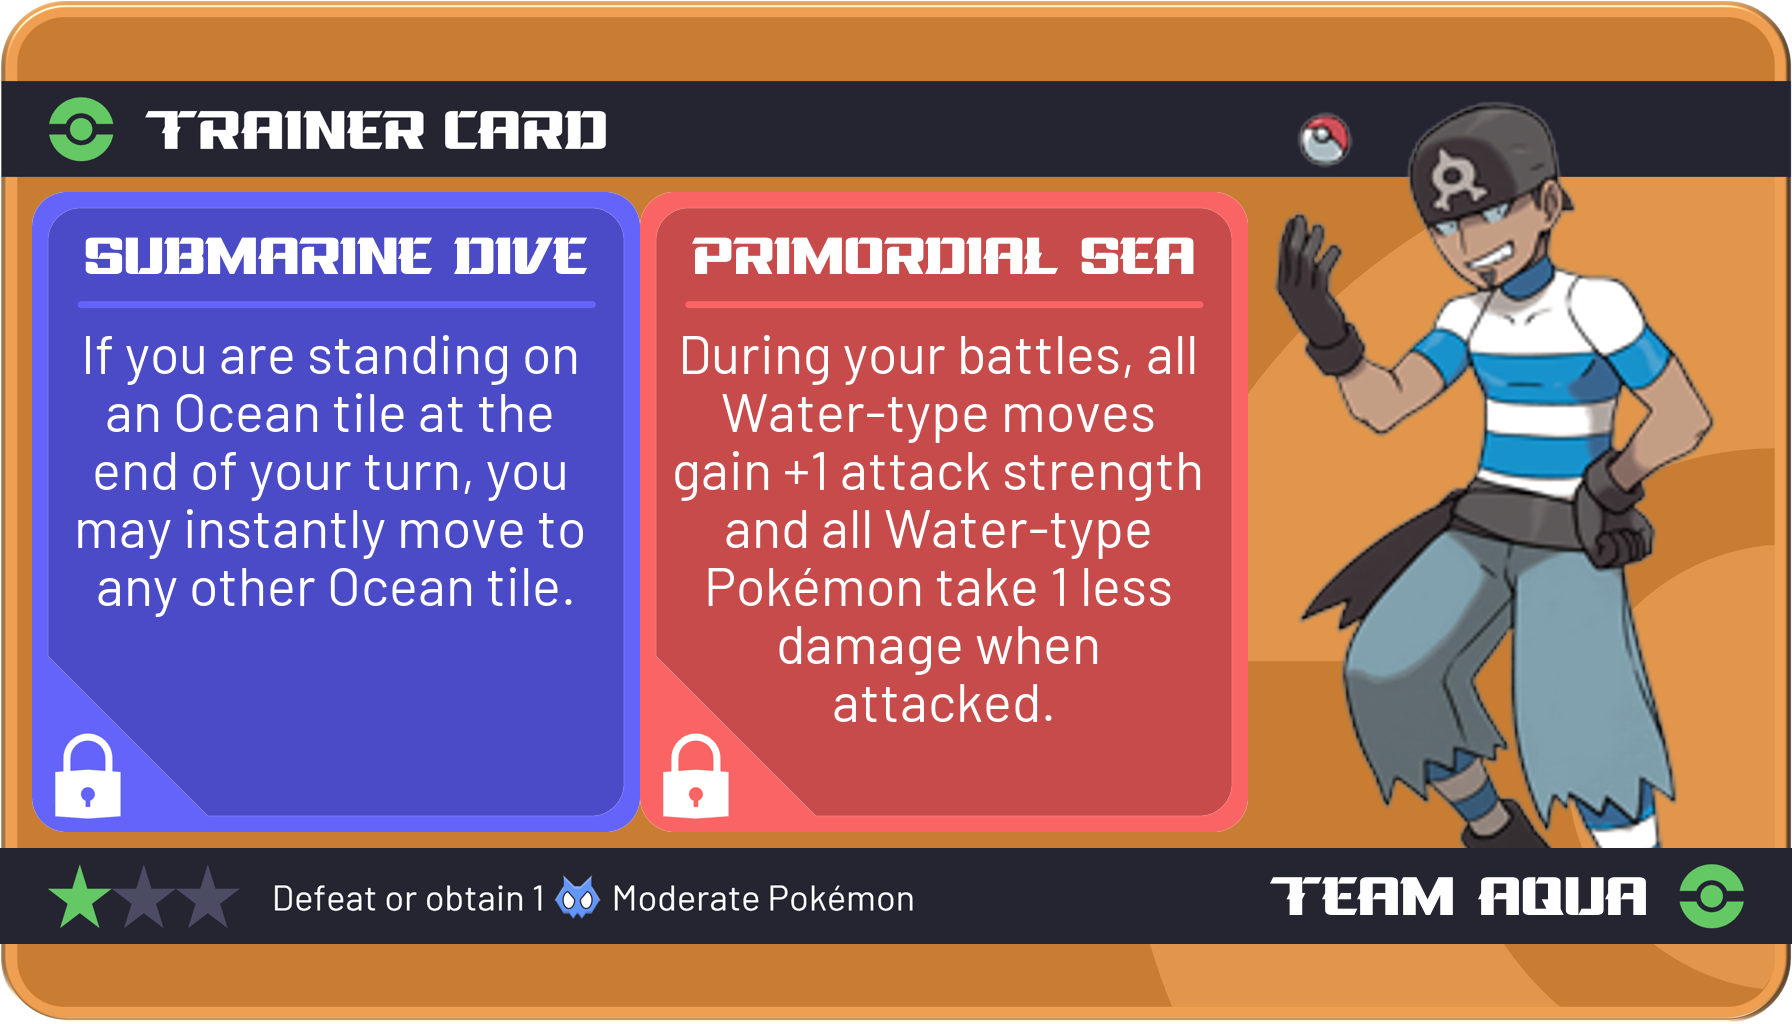 TRAINER CARD
SUBMARINE DIVE
If you are standing on
an Ocean tile at the
end of your turn, you
may instantly move to
any other Ocean tile.
PRIMORDIAL SEA
During your battles, all
Water-type moves
gain +1 attack strength
and all Water-type
Pokémon take 1 less
damage when
attacked.
Defeat or obtain 1 Moderate Pokémon
TEAM AQUA